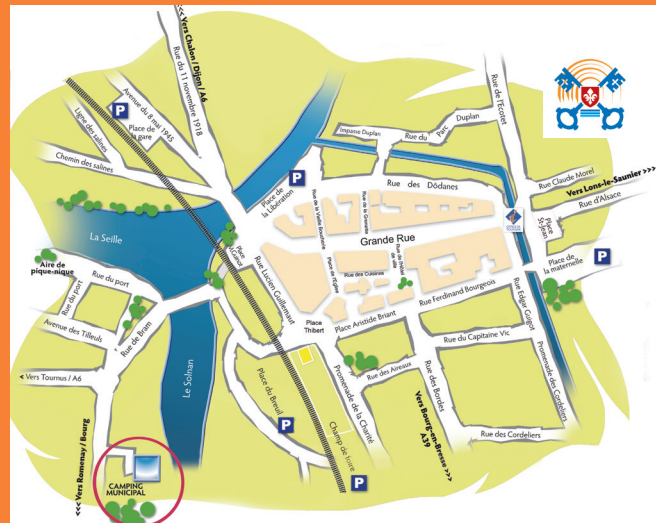 <<< Vers Chalon / Dijon / A6
Rue du 11 novembre 1918
Avenue du 8 mai 1945
P
Place de
la gare
Ligne des salines
Chemin des salines
Impasse Duplan
Rue du
Parc
Duplan
Rue de l'Ecotet
Rue Claude Morel
Vers Lons-le-Saunier >>>
Rue d'Alsace
P
Place de
la Libération
Rue des Dôdanes
Place
St-Jean
Place de
la maternelle
P
La Seille
Aire de
pique-nique
Rue du port
Rue du port
Avenue des Tilleuls
Rue de Bram
Rue Lucien Guillemaut
Grande Rue
Place de l'Eglise
Rue des Cuisines
Place
Thibert
Place Aristide Briant
Rue Ferdinand Bourgeois
Rue Edgar Guigot
Rue du Capitaine Vic
Promenade des Cordeliers
Le Solnan
< Vers Tournus / A6
Place du Breuil
P
Champ de foire
P
Promenade de la Charité
Rue des Aireaux
Rue des Bordes
Vers Bourg-en-Bresse >>>
A39
Rue des Cordeliers
<<< Vers Romenay / Bourg
CAMPING
MUNICIPAL